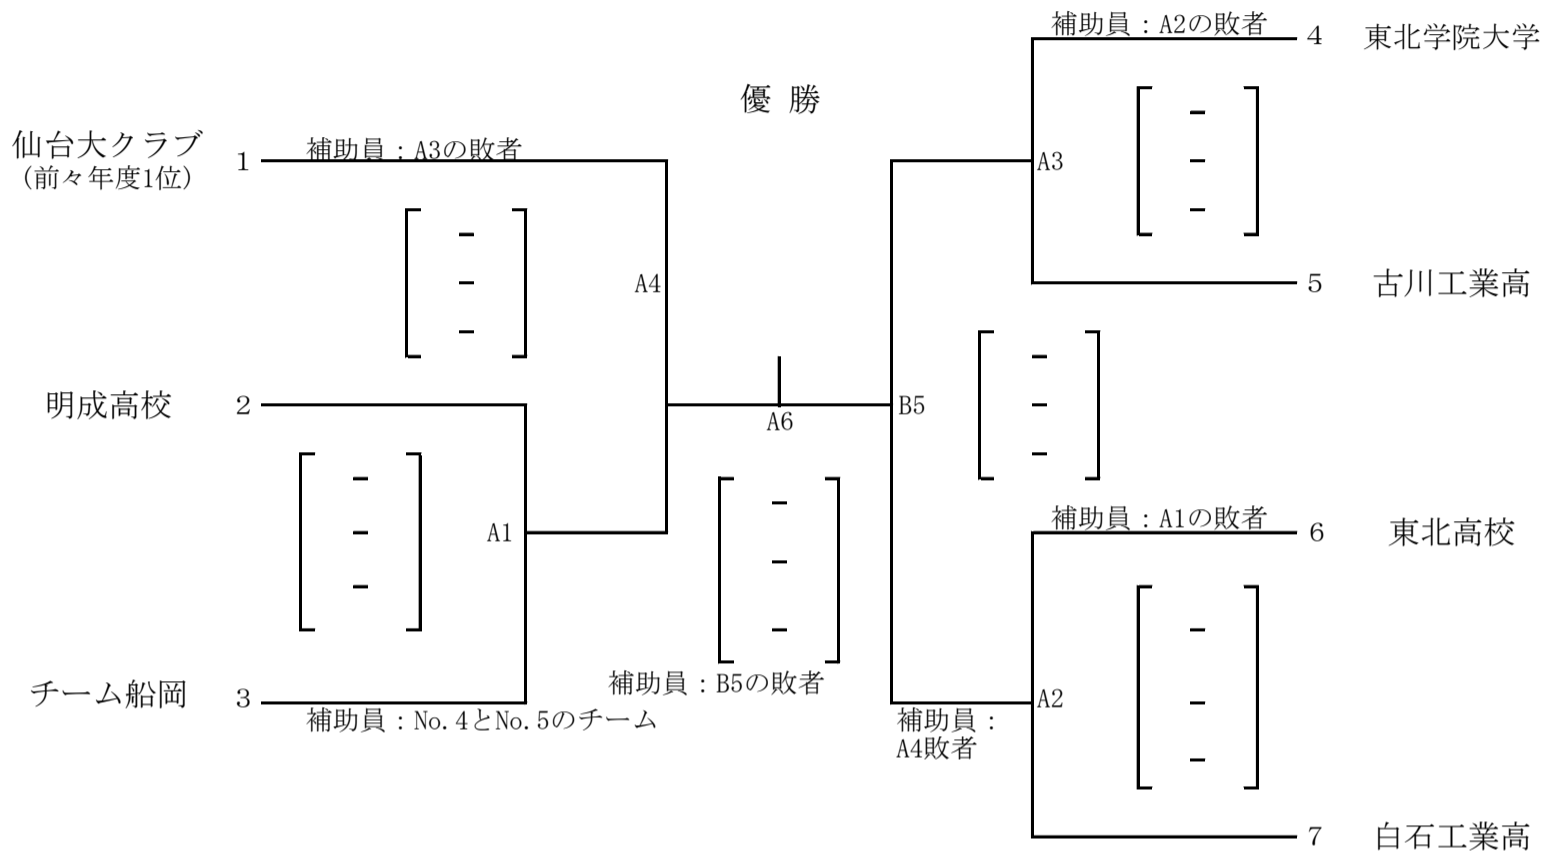 優 勝
仙台大クラブ
(前々年度1位)
1
補助員：A3の敗者
-
-
-
A4
明成高校
2
-
-
-
A1
チーム船岡
3
補助員：No.4とNo.5のチーム
A6
-
-
-
補助員：B5の敗者
補助員：A2の敗者
4 東北学院大学
-
-
-
A3
5 古川工業高
B5
-
-
-
補助員：A1の敗者
6 東北高校
-
-
-
A2
補助員：
A4敗者
7 白石工業高